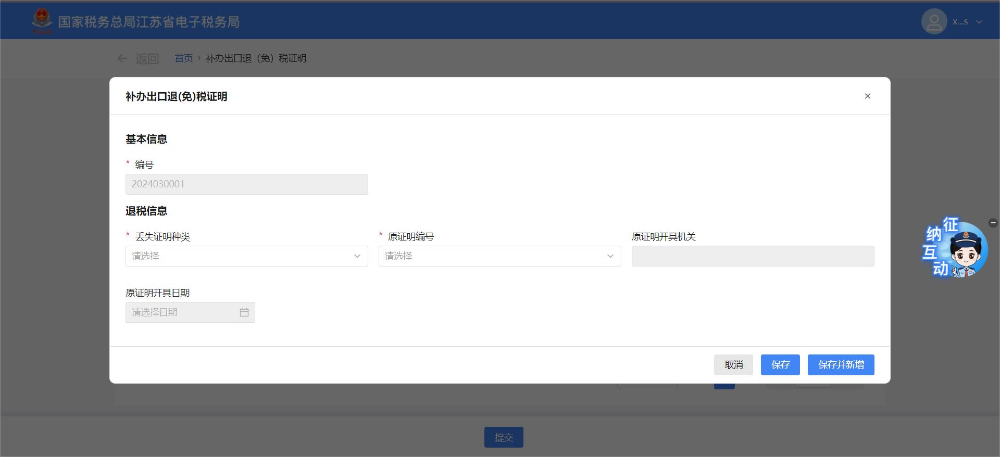 国家税务总局江苏省电子税务局
X...S
返回 首页 > 补办出口退（免）税证明
补办出口退(免)税证明
基本信息
* 编号
2024030001
退税信息
* 丢失证明种类
请选择
* 原证明编号
请选择
原证明开具机关
原证明开具日期
请选择日期
取消
保存
保存并新增
征
纳
互
动
提交